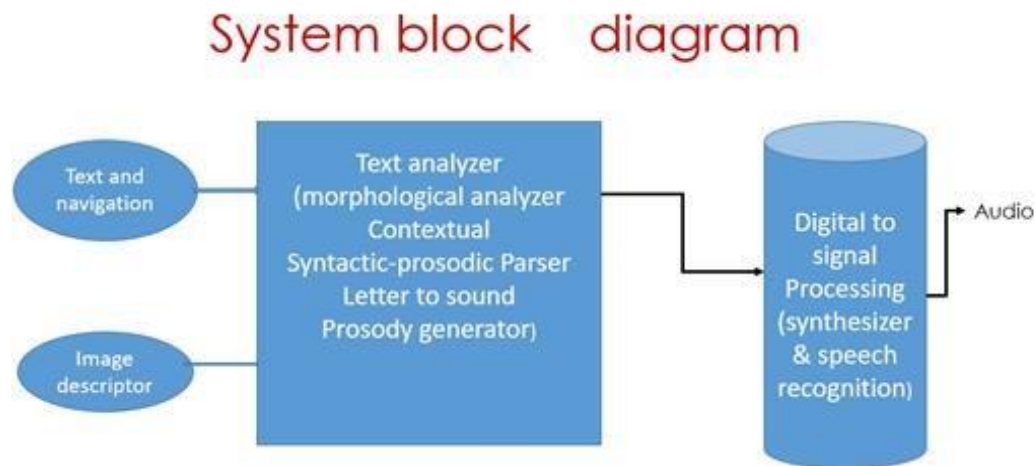 System block diagram
Text and
navigation
Image
descriptor
Text analyzer
(morphological analyzer
Contextual
Syntactic-prosodic Parser
Letter to sound
Prosody generator)
Digital to
signal
Processing
(synthesizer
& speech
recognition)
Audio